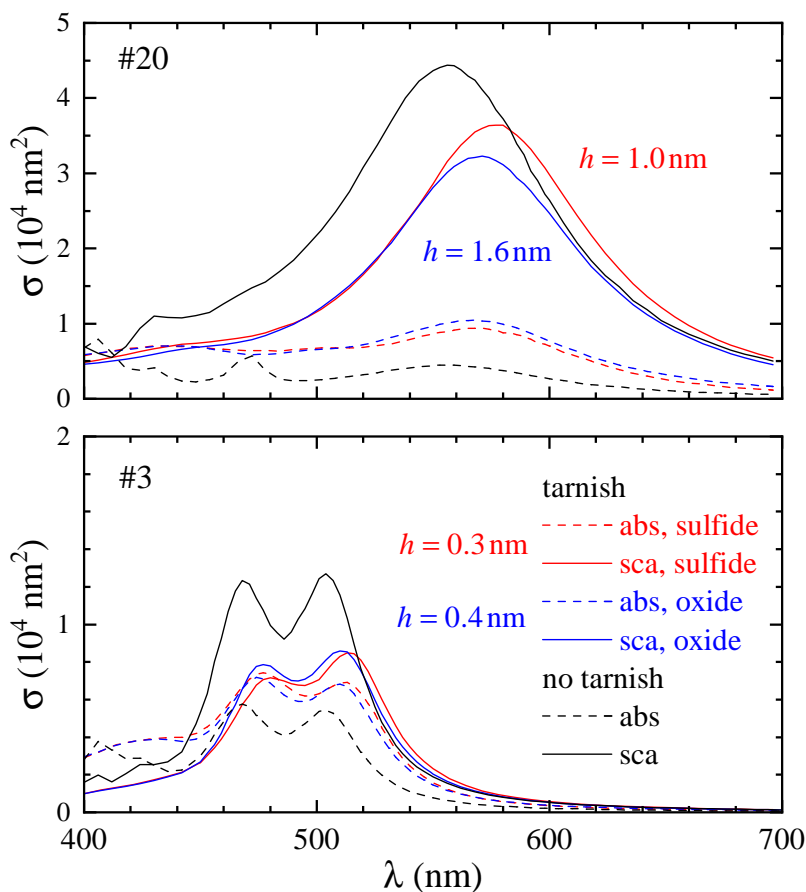 5
#20
4
h = 1.0 nm
3
h = 1.6 nm
2
1
0
σ (10⁴ nm²)
2
#3
tarnish
abs, sulfide
h = 0.3 nm
sca, sulfide
h = 0.4 nm
abs, oxide
1
sca, oxide
no tarnish
abs
sca
0
σ (10⁴ nm²)
400 500 600 700
λ (nm)